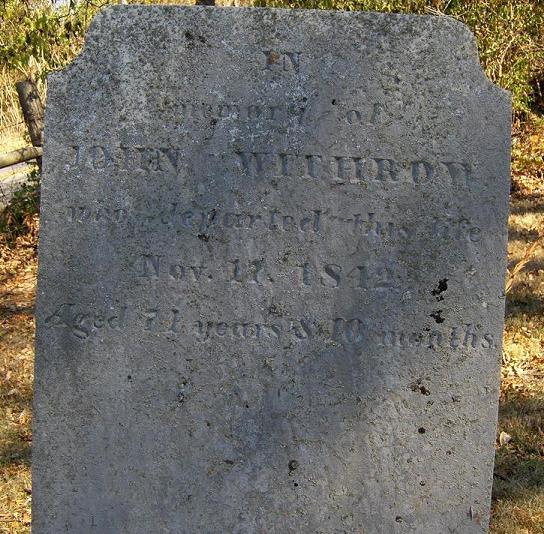 IN
memory of
JOHN WITHROW
who departed this life
Nov. 17. 1842
Aged 71 years & 10 months